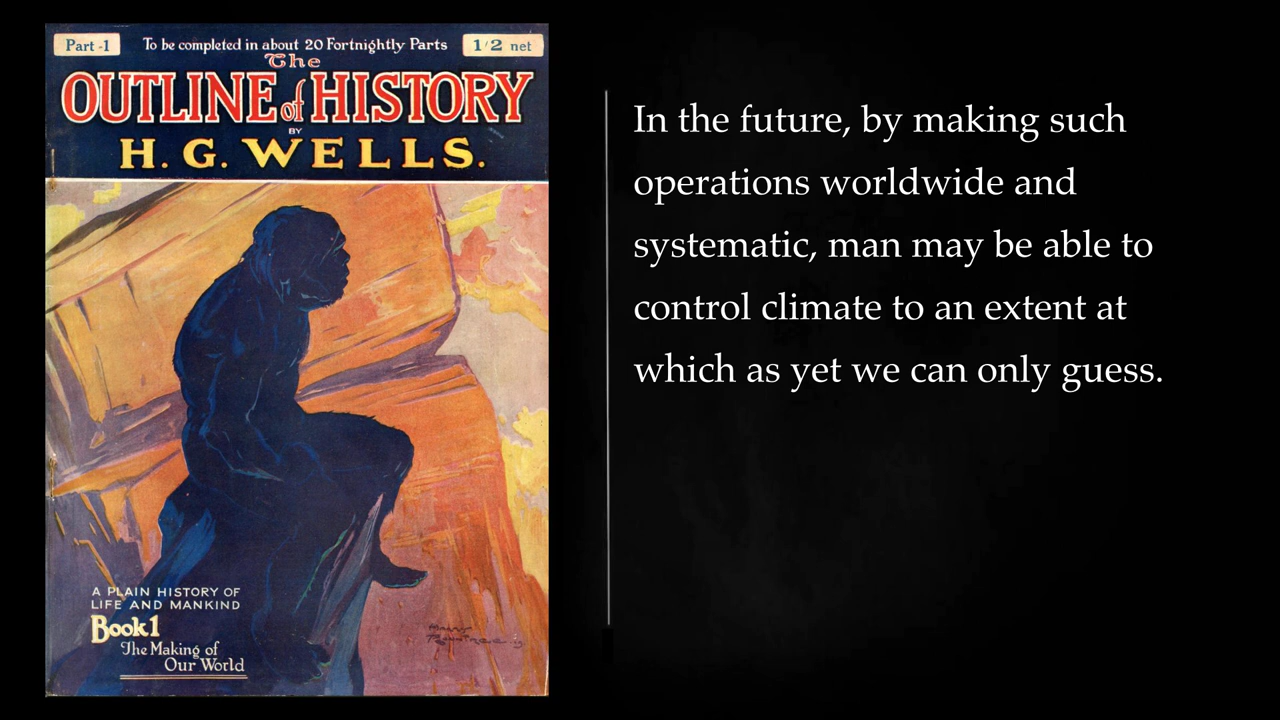 Part -1
To be completed in about 20 Fortnightly Parts
1/2 net
The
OUTLINE of HISTORY
BY
H. G. WELLS.
A PLAIN HISTORY OF
LIFE AND MANKIND
Book 1
The Making of
Our World
In the future, by making such
operations worldwide and
systematic, man may be able to
control climate to an extent at
which as yet we can only guess.